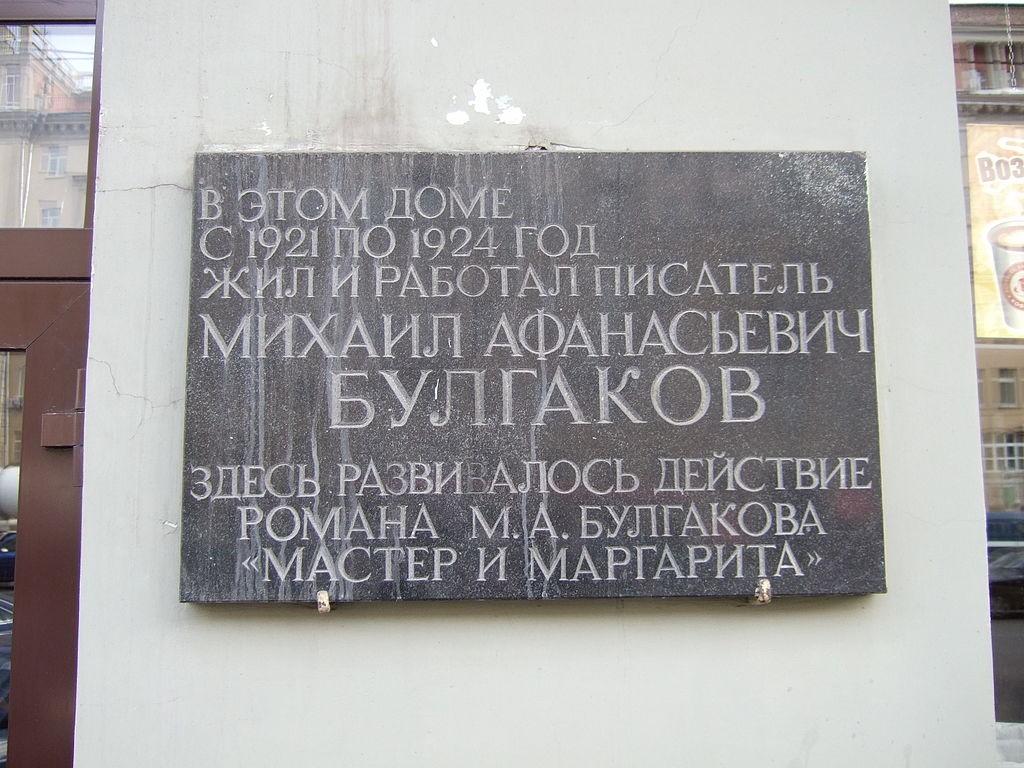 В ЭТОМ ДОМЕ
С 1921 ПО 1924 ГОД
ЖИЛ И РАБОТАЛ ПИСАТЕЛЬ
МИХАИЛ АФАНАСЬЕВИЧ
БУЛГАКОВ
ЗДЕСЬ РАЗВИВАЛОСЬ ДЕЙСТВИЕ
РОМАНА М.А. БУЛГАКОВА
«МАСТЕР И МАРГАРИТА»